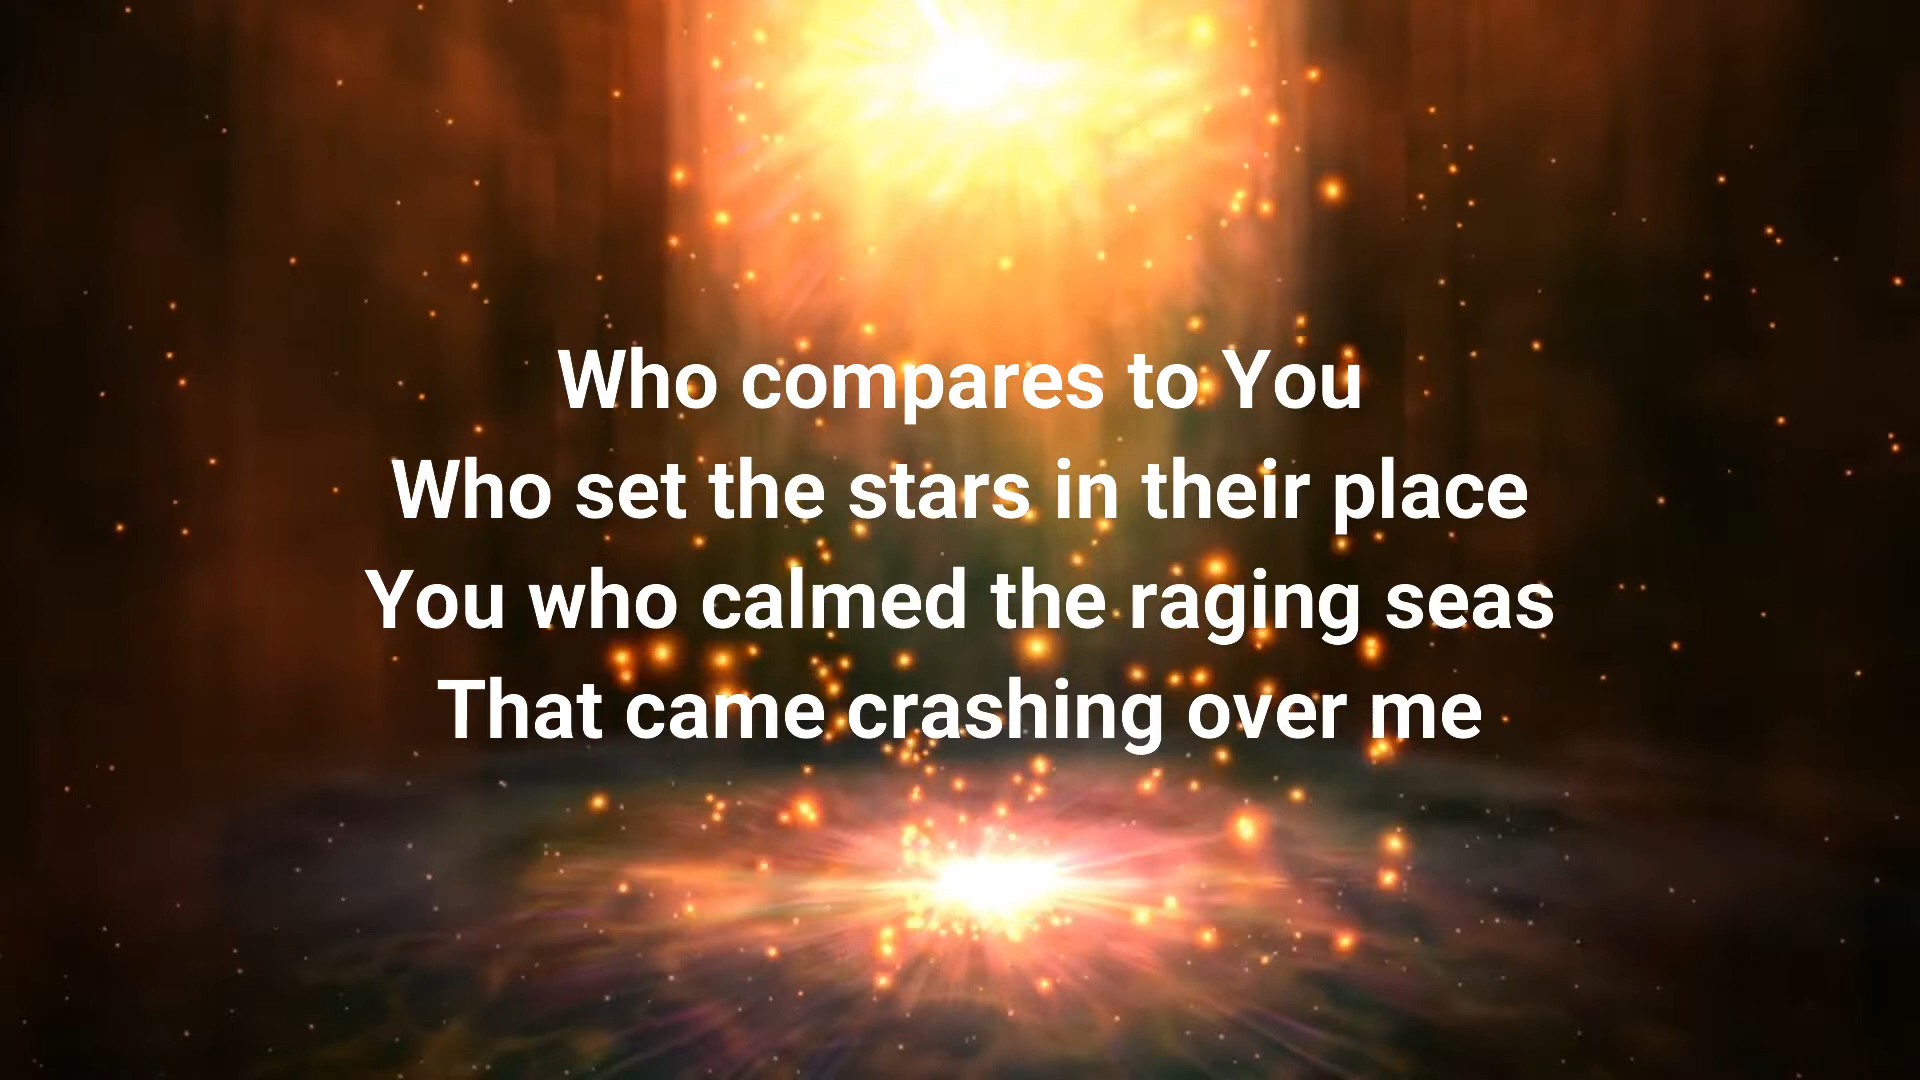 Who compares to You
Who set the stars in their place
You who calmed the raging seas
That came crashing over me